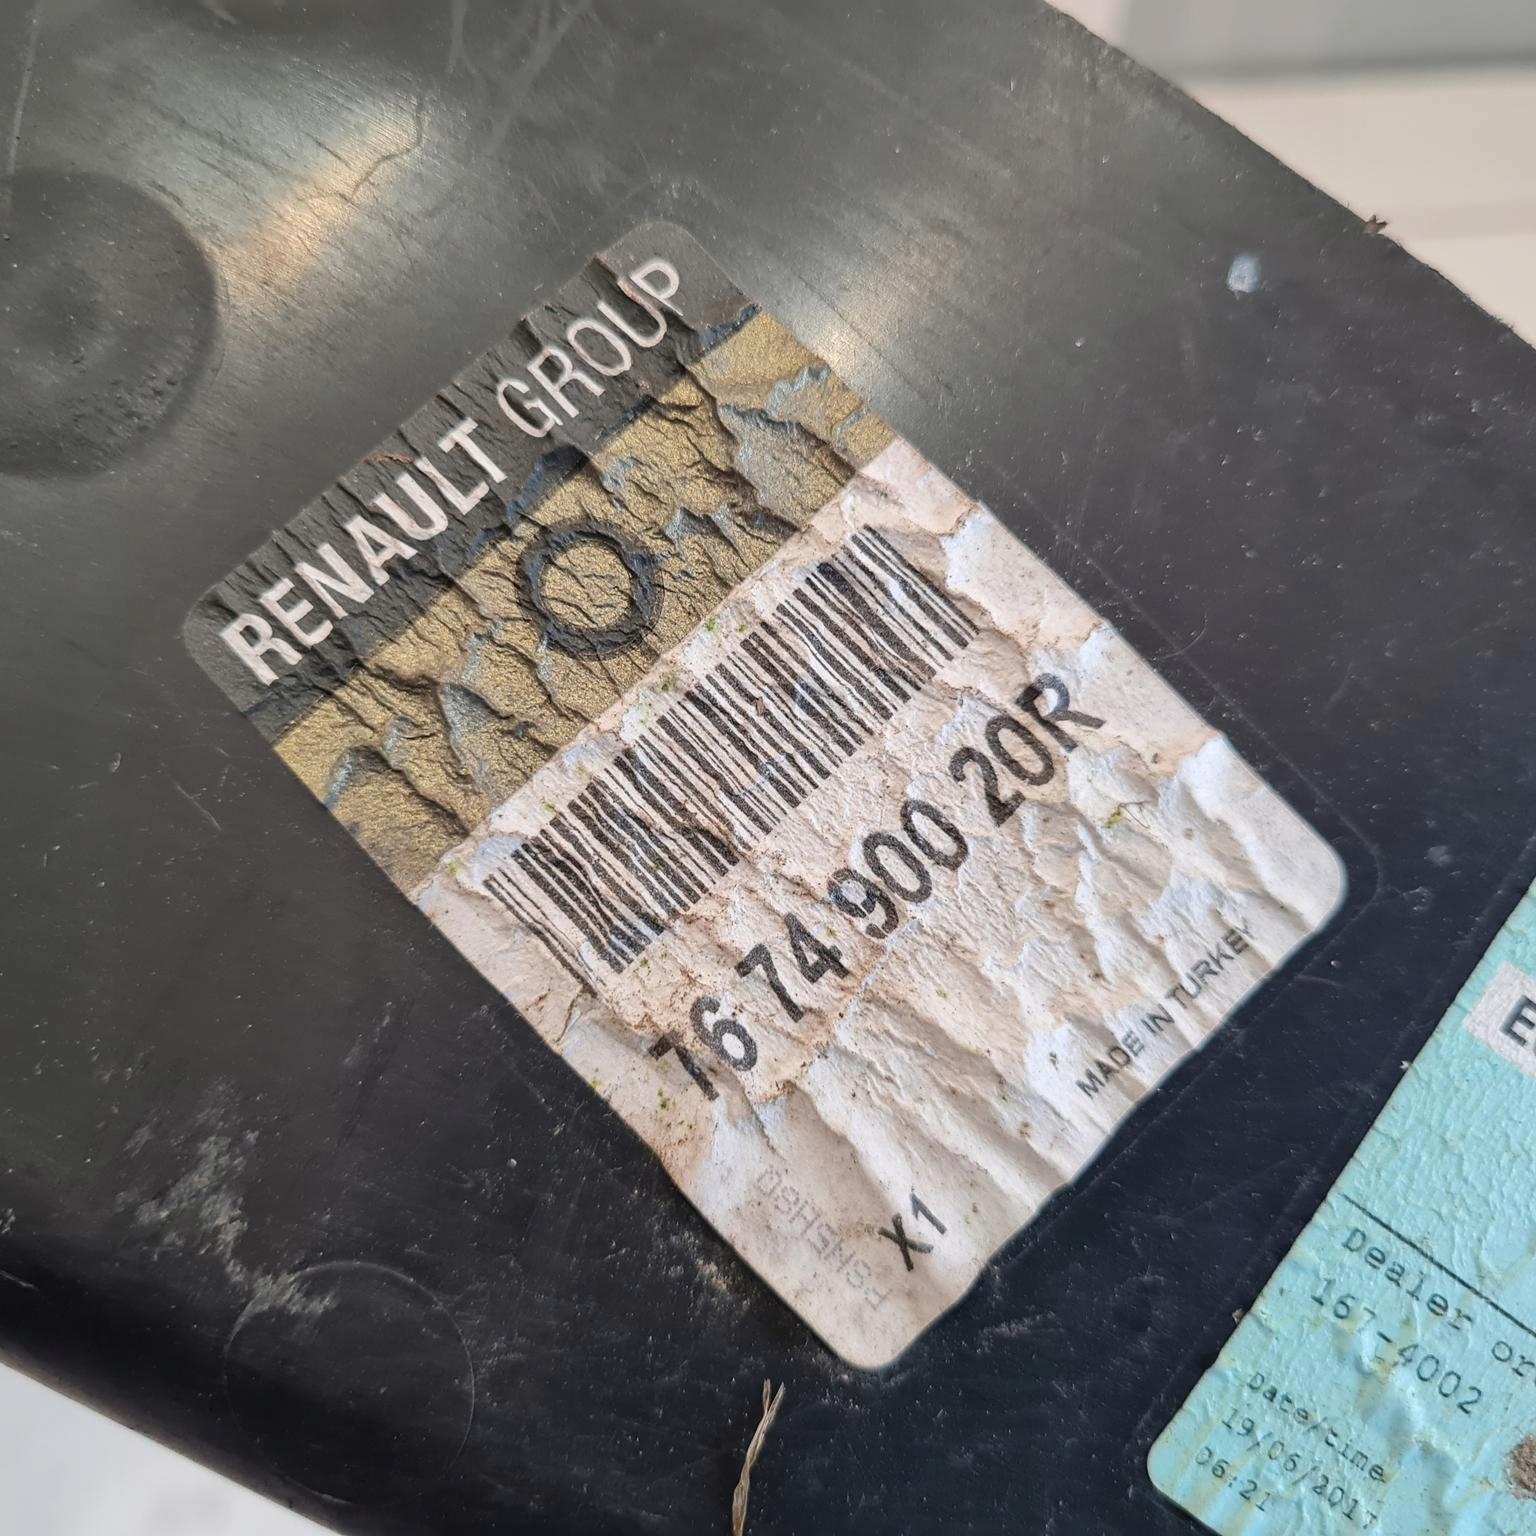 RENAULT GROUP
76 74 900 20R
MADE IN TURKEY
X1
Dealer or
167-4002
Date/time
19/06/2017
06:21